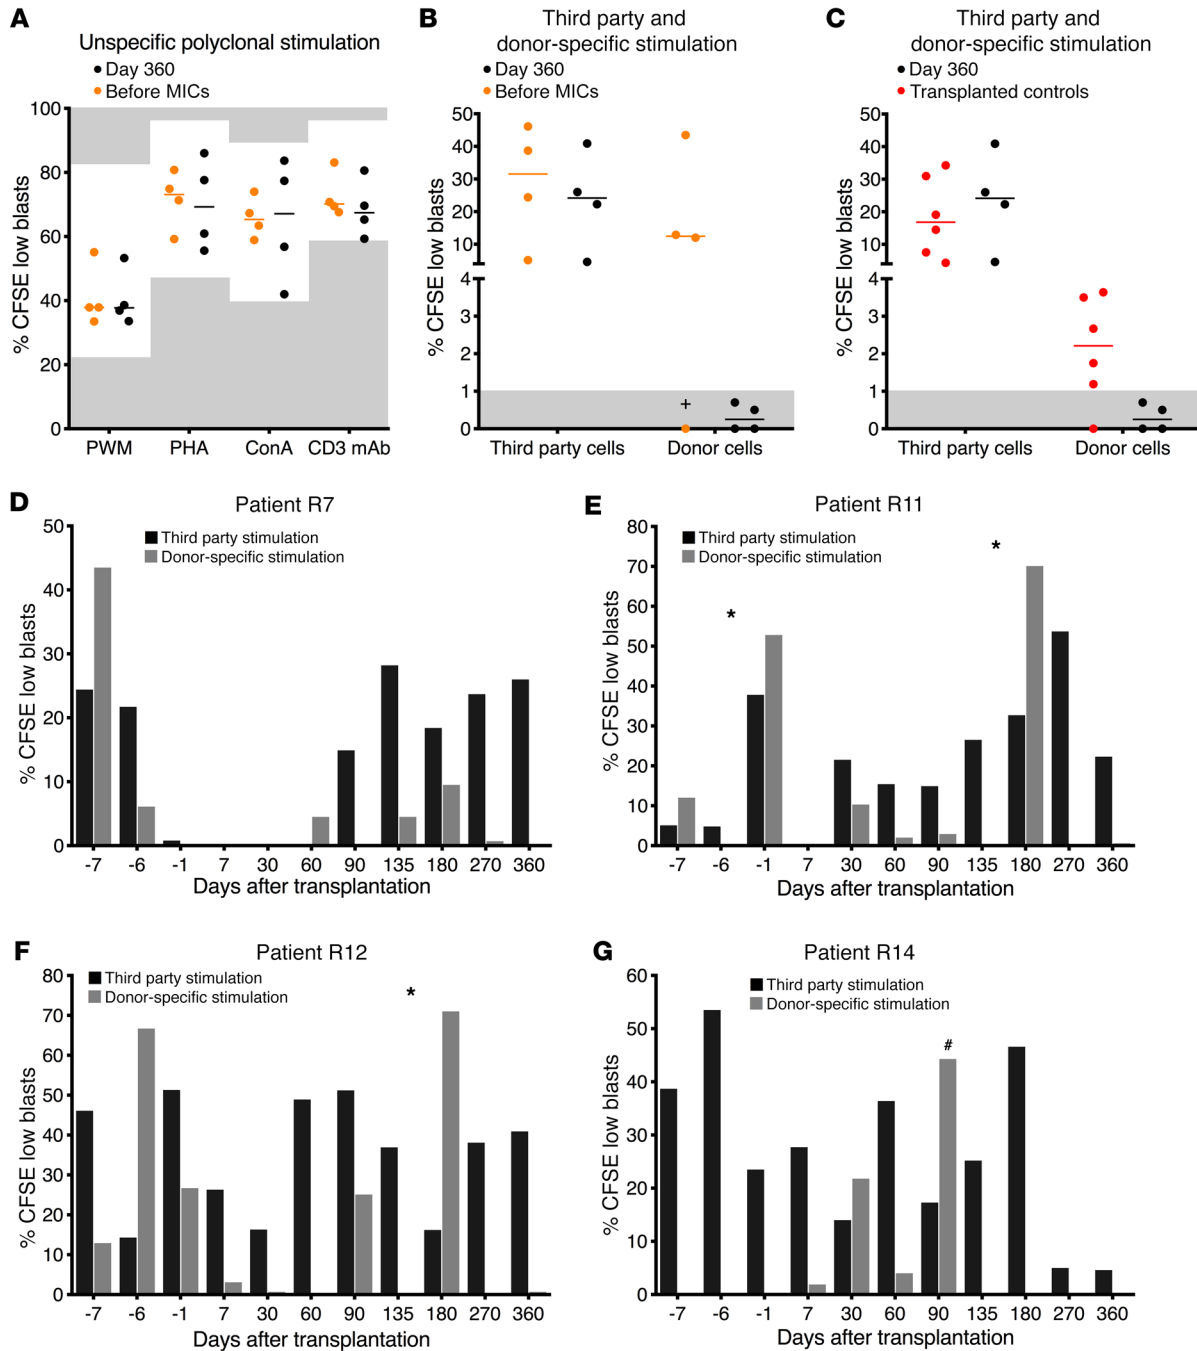 A
Unspecific polyclonal stimulation
Day 360
Before MICs
% CFSE low blasts
100
80
60
40
20
0
PWM PHA ConA CD3 mAb
B
Third party and
donor-specific stimulation
Day 360
Before MICs
% CFSE low blasts
50
40
30
20
10
4
3
2
1
0
+
Third party cells Donor cells
C
Third party and
donor-specific stimulation
Day 360
Transplanted controls
% CFSE low blasts
50
40
30
20
10
4
3
2
1
0
Third party cells Donor cells
D
Patient R7
Third party stimulation
Donor-specific stimulation
% CFSE low blasts
50
40
30
20
10
0
-7 -6 -1 7 30 60 90 135 180 270 360
Days after transplantation
E
Patient R11
Third party stimulation
Donor-specific stimulation
% CFSE low blasts
80
70
60
50
40
30
20
10
0
*
*
-7 -6 -1 7 30 60 90 135 180 270 360
Days after transplantation
F
Patient R12
Third party stimulation
Donor-specific stimulation
% CFSE low blasts
80
70
60
50
40
30
20
10
0
*
-7 -6 -1 7 30 60 90 135 180 270 360
Days after transplantation
G
Patient R14
Third party stimulation
Donor-specific stimulation
% CFSE low blasts
60
50
40
30
20
10
0
#
-7 -6 -1 7 30 60 90 135 180 270 360
Days after transplantation